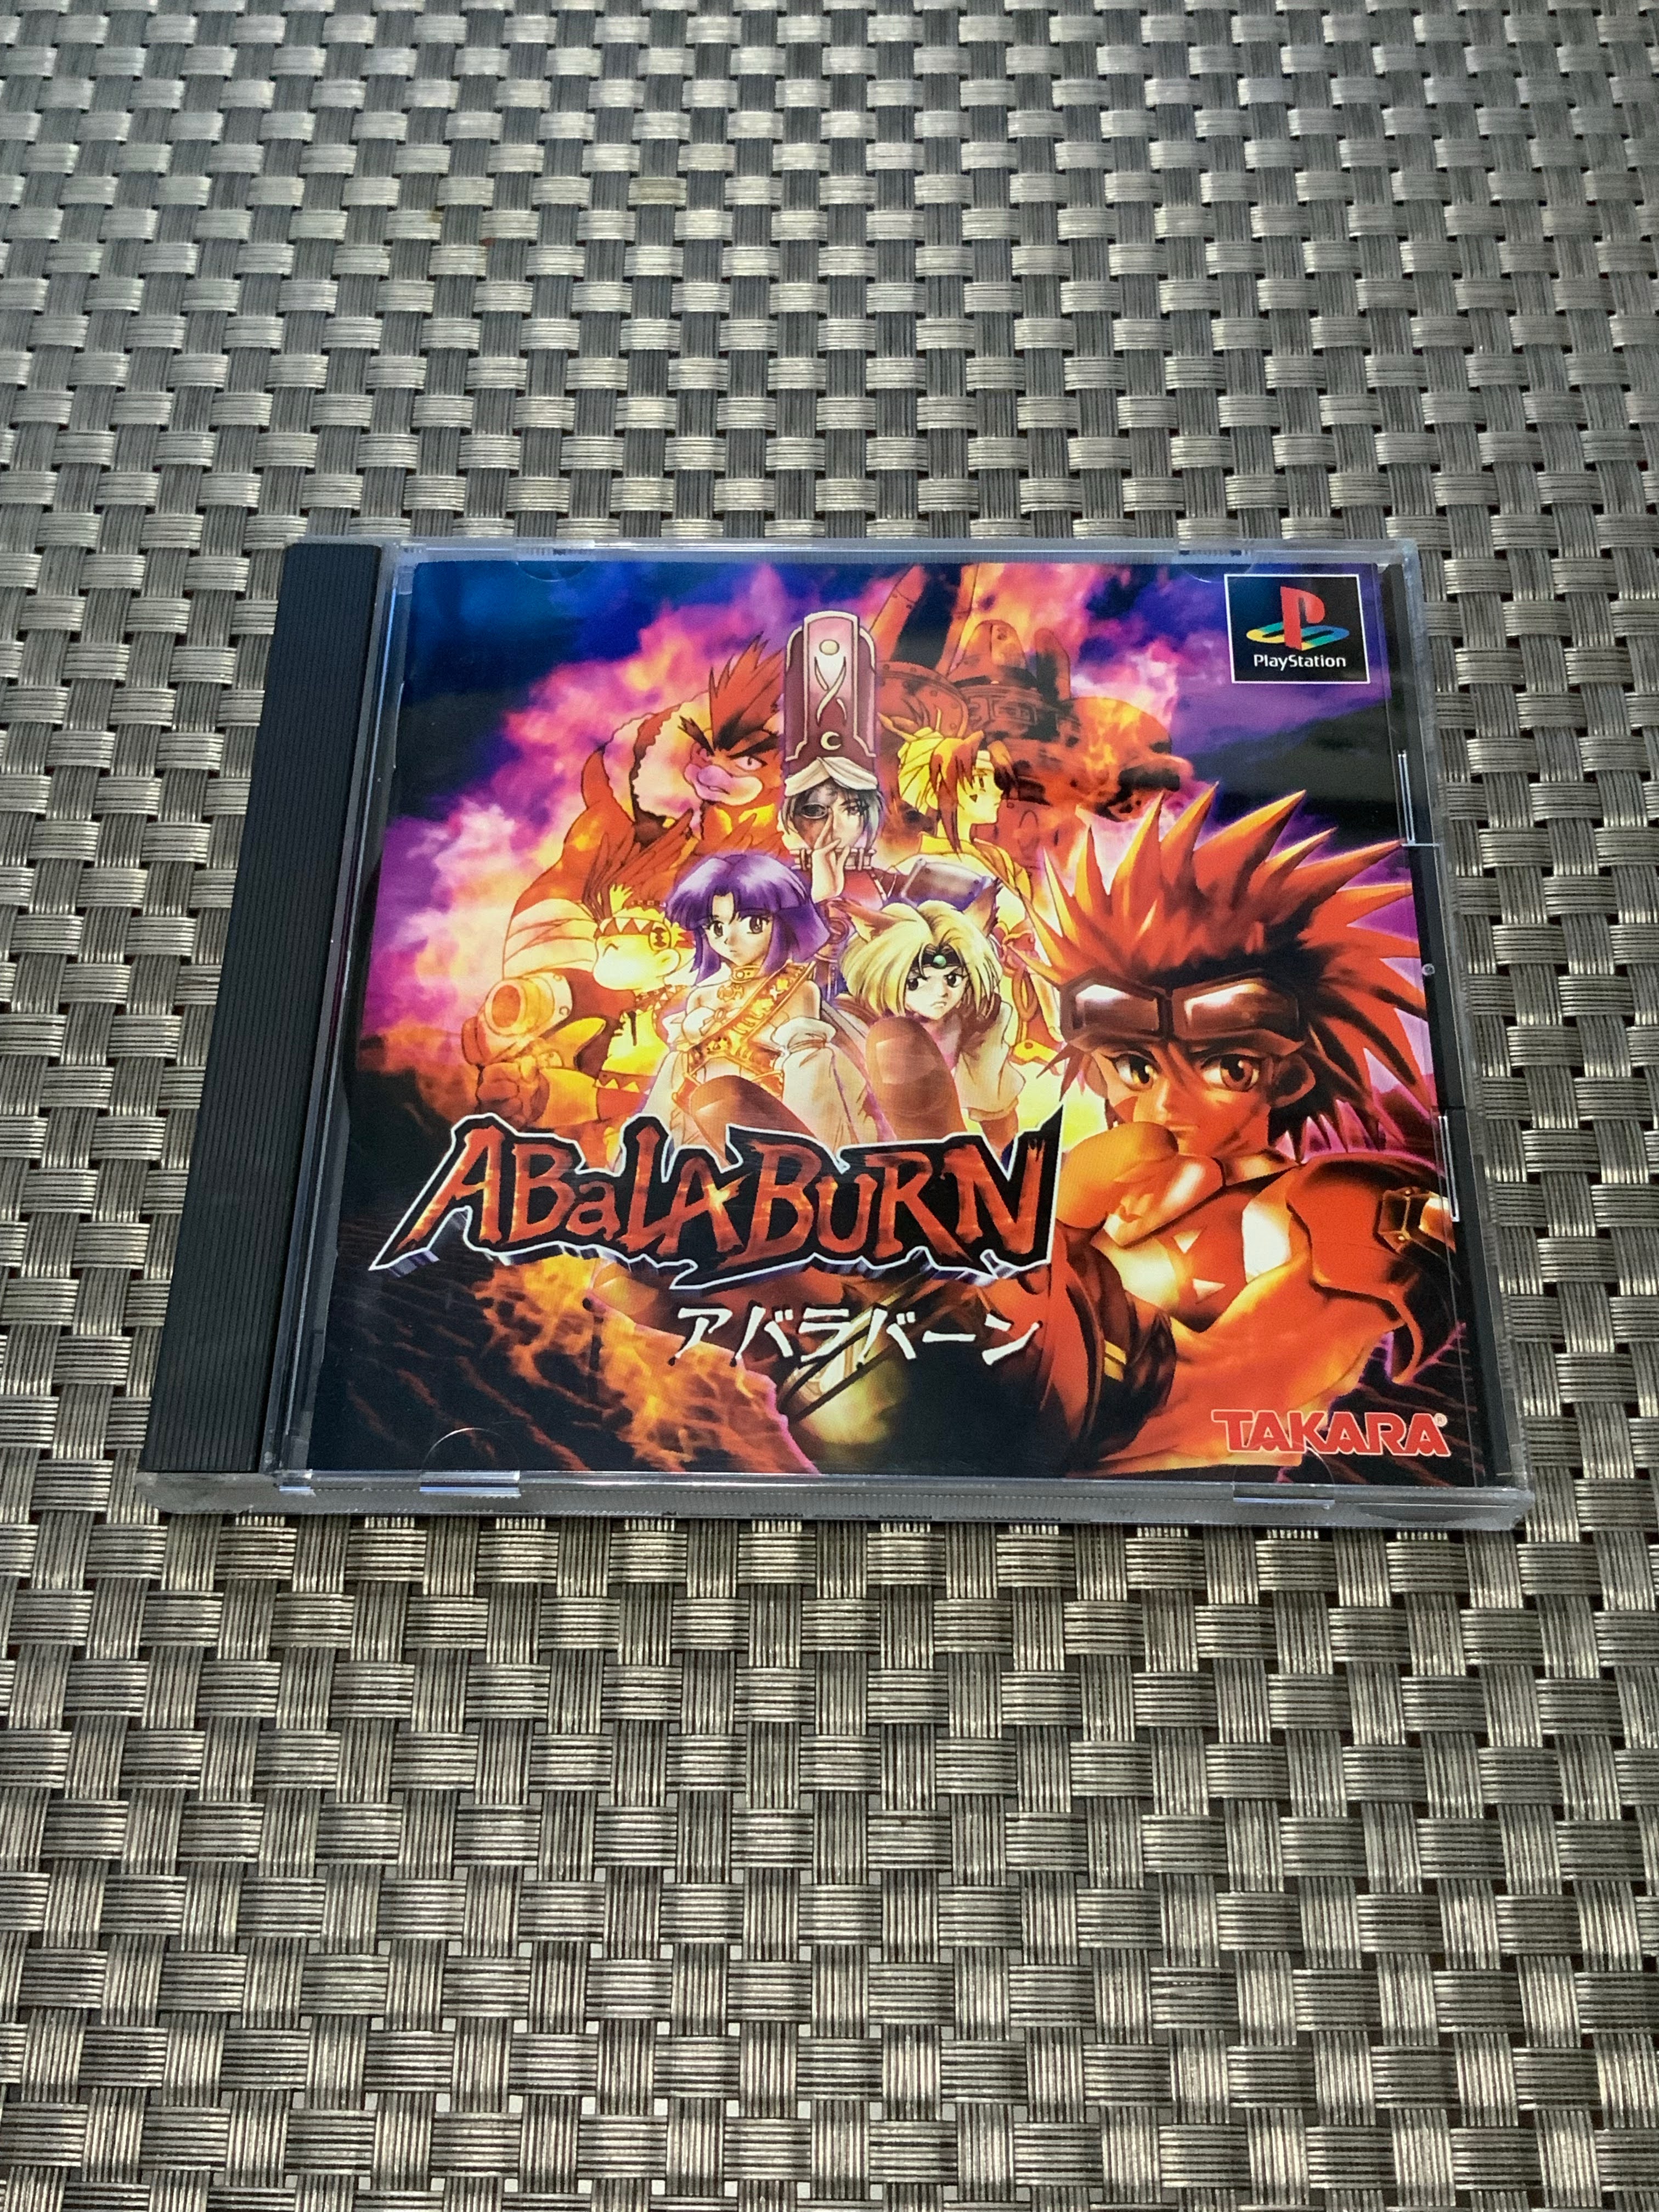 PlayStation
ABaLABURN
アバラバーン
TAKARA®